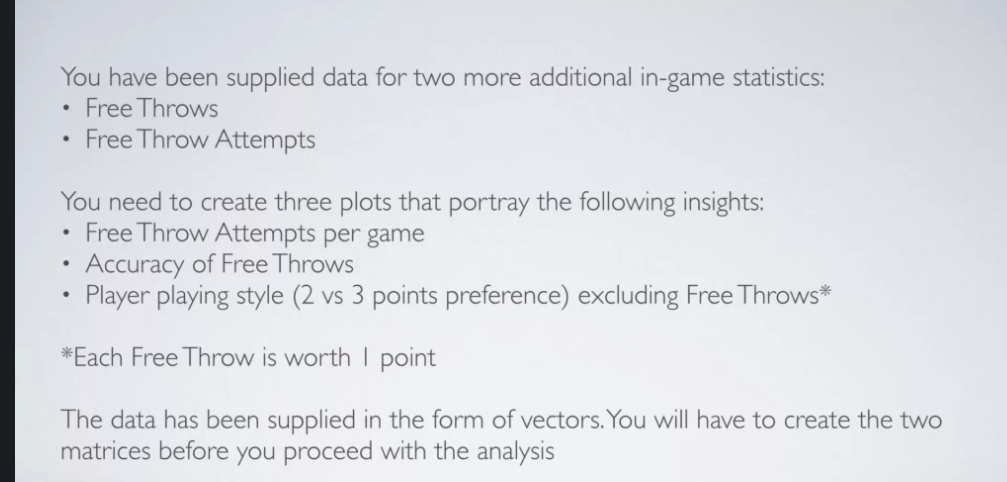 You have been supplied data for two more additional in-game statistics:
• Free Throws
• Free Throw Attempts
You need to create three plots that portray the following insights:
• Free Throw Attempts per game
• Accuracy of Free Throws
• Player playing style (2 vs 3 points preference) excluding Free Throws*
*Each Free Throw is worth 1 point
The data has been supplied in the form of vectors. You will have to create the two
matrices before you proceed with the analysis